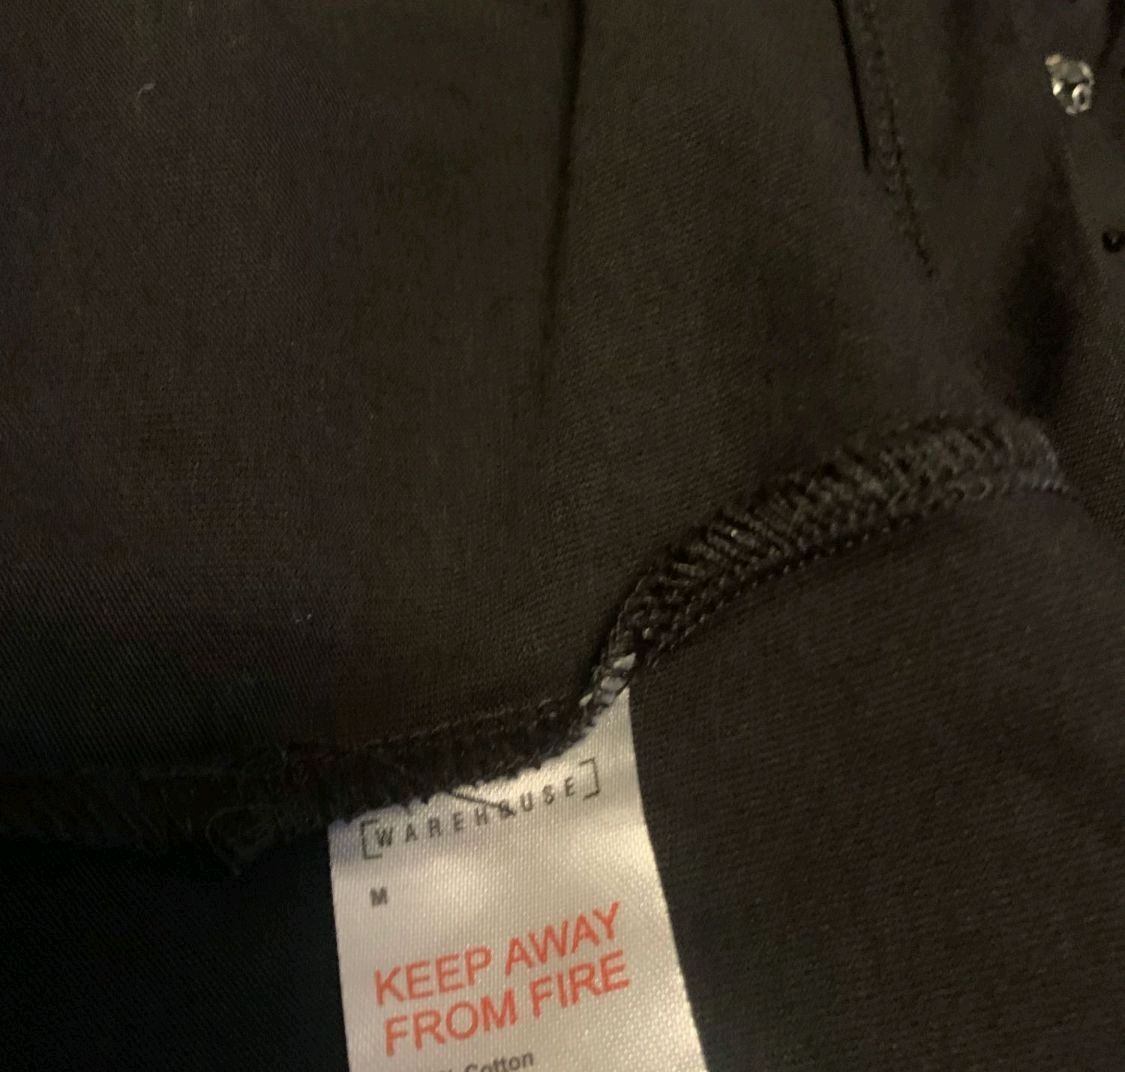 [WAREHOUSE]
M
KEEP AWAY
FROM FIRE
% Cotton